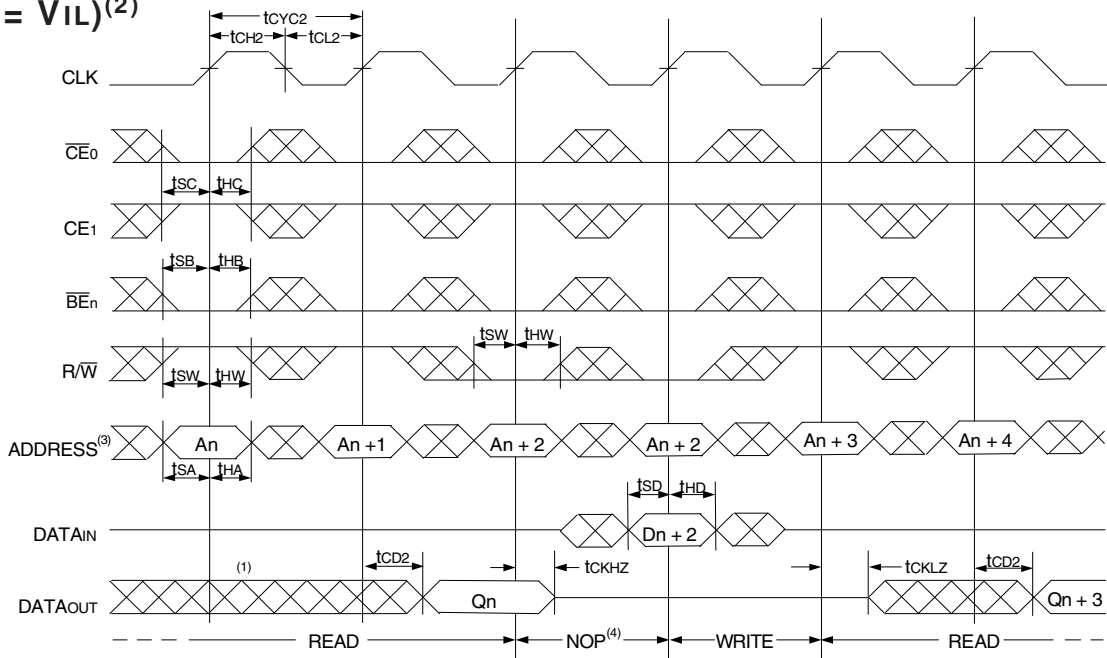 = VIL)(2)
tCYC2
tCH2 tCL2
CLK
CE0
tSC tHC
CE1
tSB tHB
BEn
tSW tHW
R/W
tSW tHW
ADDRESS(3) An An +1 An + 2 An + 2 An + 3 An + 4
tSA tHA
tSD tHD
DATAIN Dn + 2
(1) tCD2 tCKHZ tCKLZ tCD2
DATAOUT Qn Qn + 3
READ NOP(4) WRITE READ